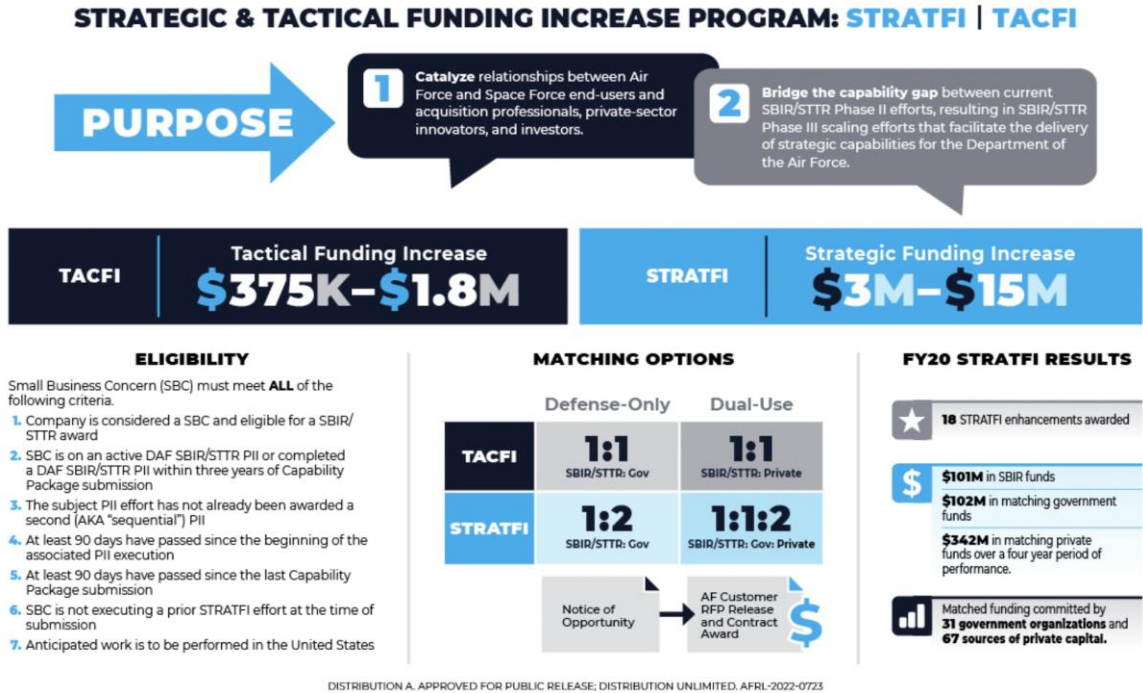 STRATEGIC & TACTICAL FUNDING INCREASE PROGRAM: STRATFI | TACFI
PURPOSE
1
Catalyze relationships between Air
Force and Space Force end-users and
acquisition professionals, private-sector
innovators, and investors.
2
Bridge the capability gap between current
SBIR/STTR Phase II efforts, resulting in SBIR/STTR
Phase III scaling efforts that facilitate the delivery
of strategic capabilities for the Department of
the Air Force.
TACFI
Tactical Funding Increase
$375K–$1.8M
STRATFI
Strategic Funding Increase
$3M–$15M
ELIGIBILITY
Small Business Concern (SBC) must meet ALL of the
following criteria.
1. Company is considered a SBC and eligible for a SBIR/
STTR award
2. SBC is on an active DAF SBIR/STTR PII or completed
a DAF SBIR/STTR PII within three years of Capability
Package submission
3. The subject PII effort has not already been awarded a
second (AKA “sequential”) PII
4. At least 90 days have passed since the beginning of the
associated PII execution
5. At least 90 days have passed since the last Capability
Package submission
6. SBC is not executing a prior STRATFI effort at the time of
submission
7. Anticipated work is to be performed in the United States
MATCHING OPTIONS
Defense-Only Dual-Use
TACFI
1:1
SBIR/STTR: Gov
1:1
SBIR/STTR: Private
STRATFI
1:2
SBIR/STTR: Gov
1:1:2
SBIR/STTR: Gov: Private
Notice of
Opportunity
AF Customer
RFP Release
and Contract
Award
$
FY20 STRATFI RESULTS
18 STRATFI enhancements awarded
$
$101M in SBIR funds
$102M in matching government
funds
$342M in matching private
funds over a four year period of
performance.
Matched funding committed by
31 government organizations and
67 sources of private capital.
DISTRIBUTION A. APPROVED FOR PUBLIC RELEASE; DISTRIBUTION UNLIMITED. AFRL-2022-0723